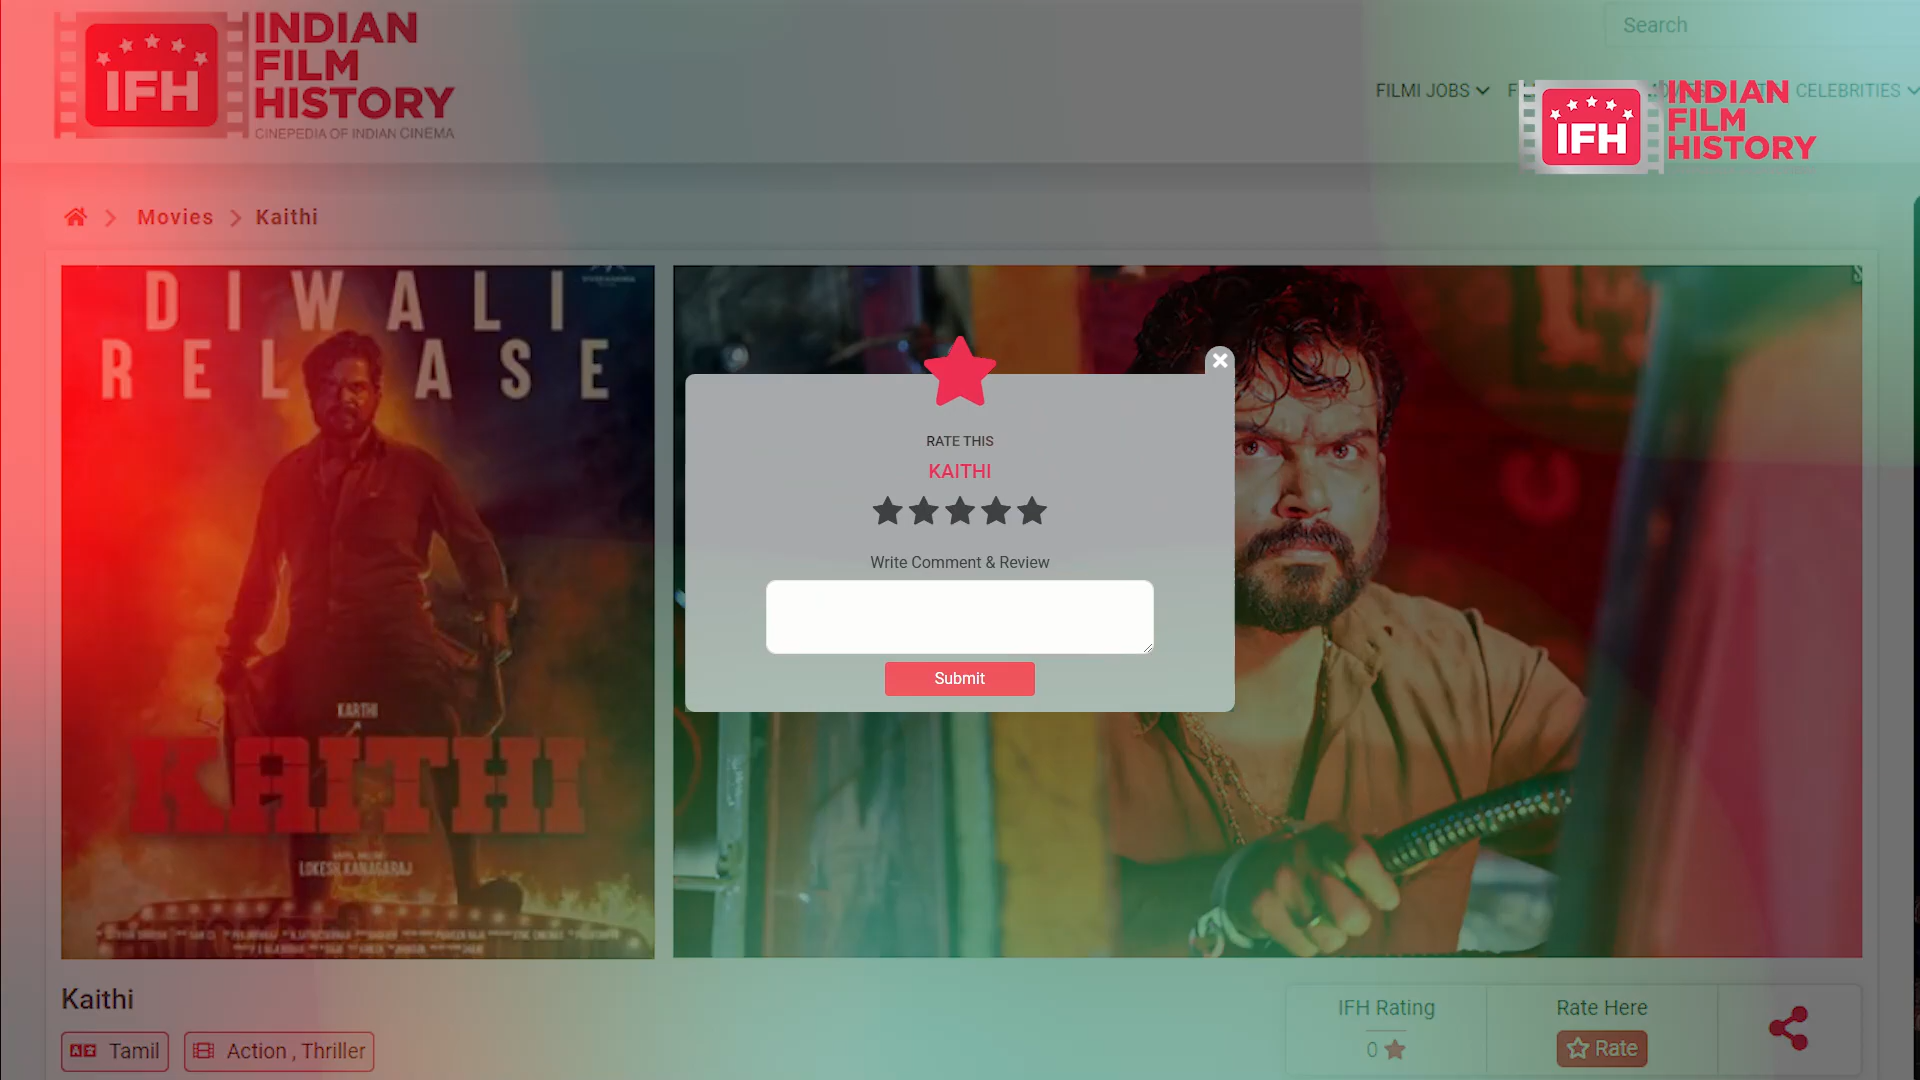 INDIAN
FILM
HISTORY
CINEPEDIA OF INDIAN CINEMA
IFH
Search
FILMI JOBS
CELEBRITIES
INDIAN
FILM
HISTORY
IFH
Movies
Kaithi
DIWALI
RELEASE
KARTHI
KAITHI
LOKESH KANAGARAJ
RATE THIS
KAITHI
Write Comment & Review
Submit
Kaithi
Tamil
Action , Thriller
IFH Rating
0
Rate Here
Rate